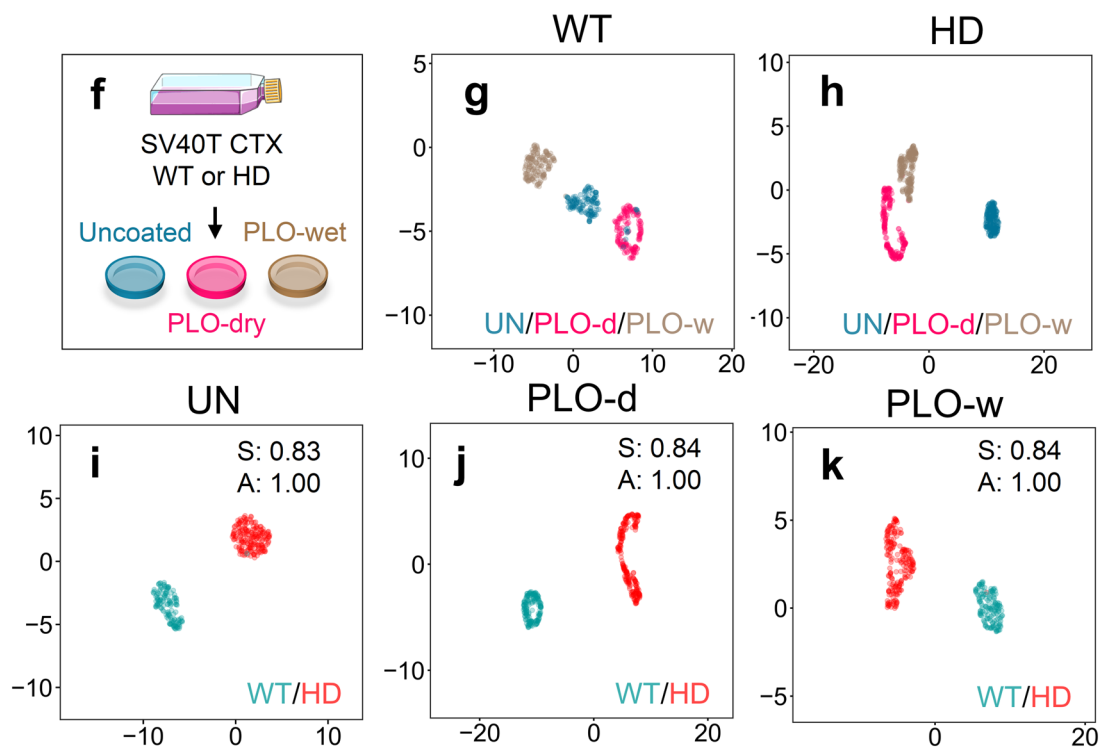 WT
HD
f
SV40T CTX
WT or HD
Uncoated
PLO-wet
PLO-dry
g
5
0
−5
−10
UN/PLO-d/PLO-w
−10 0 10 20
h
10
5
0
−5
-10
UN/PLO-d/PLO-w
−20 0 20
UN
PLO-d
PLO-w
i
S: 0.83
A: 1.00
10
5
0
−5
−10
WT/HD
−10 0 10
j
S: 0.84
A: 1.00
10
0
−10
WT/HD
−20 0 20
k
S: 0.84
A: 1.00
10
5
0
−5
WT/HD
0 20